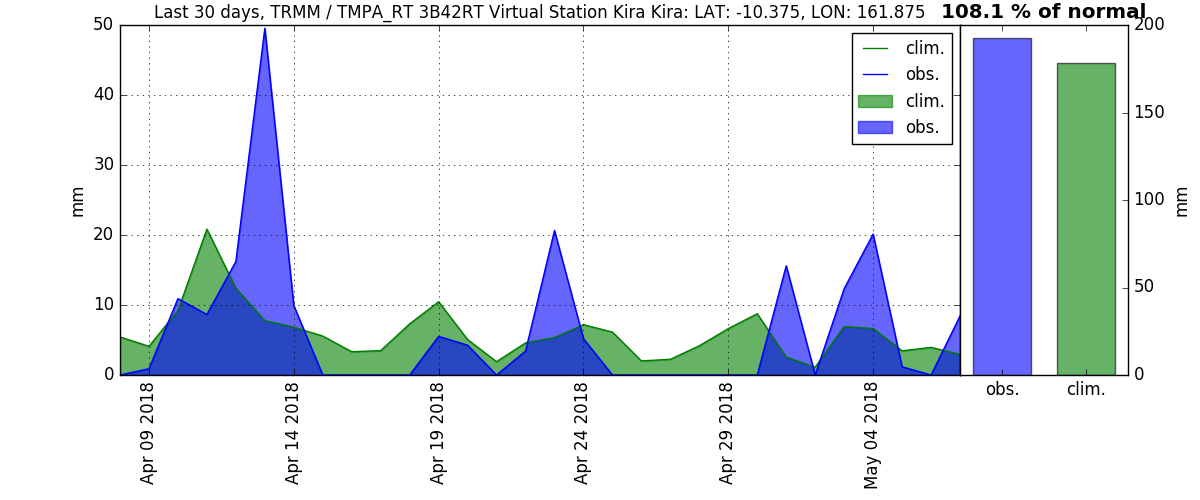 Last 30 days, TRMM / TMPA_RT 3B42RT Virtual Station Kira Kira: LAT: -10.375, LON: 161.875
108.1 % of normal
50
40
30
20
10
0
mm
clim.
obs.
clim.
obs.
200
150
100
50
0
mm
obs.
clim.
Apr 09 2018
Apr 14 2018
Apr 19 2018
Apr 24 2018
Apr 29 2018
May 04 2018